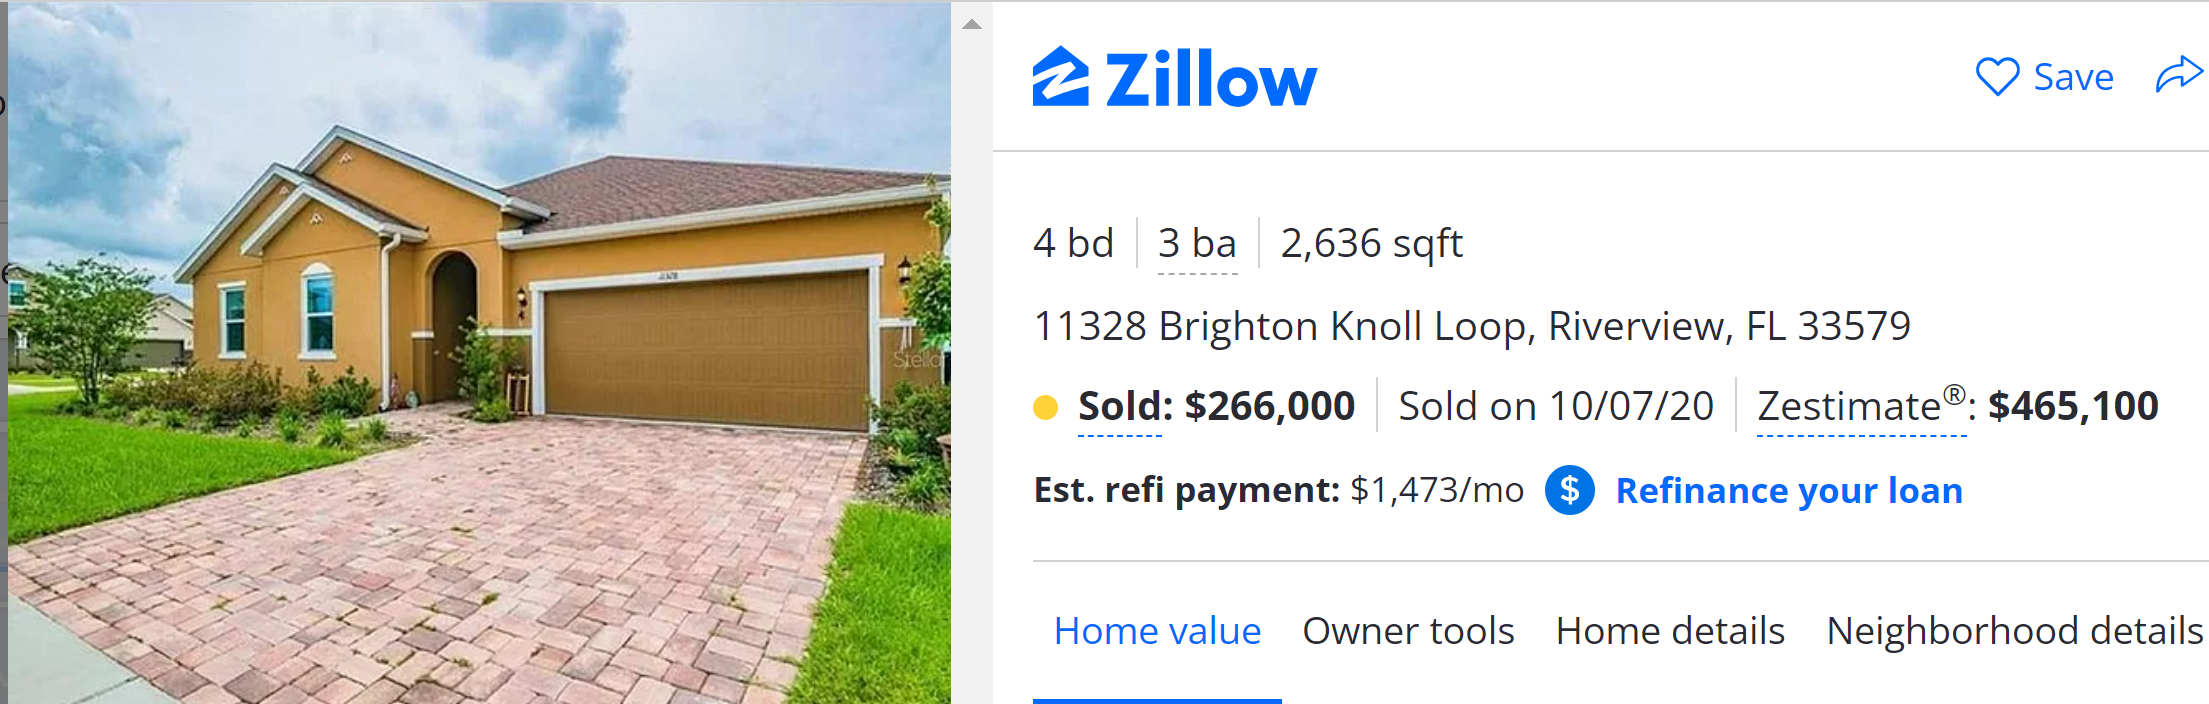 Zillow
Save
4 bd 3 ba 2,636 sqft
11328 Brighton Knoll Loop, Riverview, FL 33579
Sold: $266,000 Sold on 10/07/20 Zestimate®: $465,100
Est. refi payment: $1,473/mo $ Refinance your loan
Home value Owner tools Home details Neighborhood details
11328
Stella